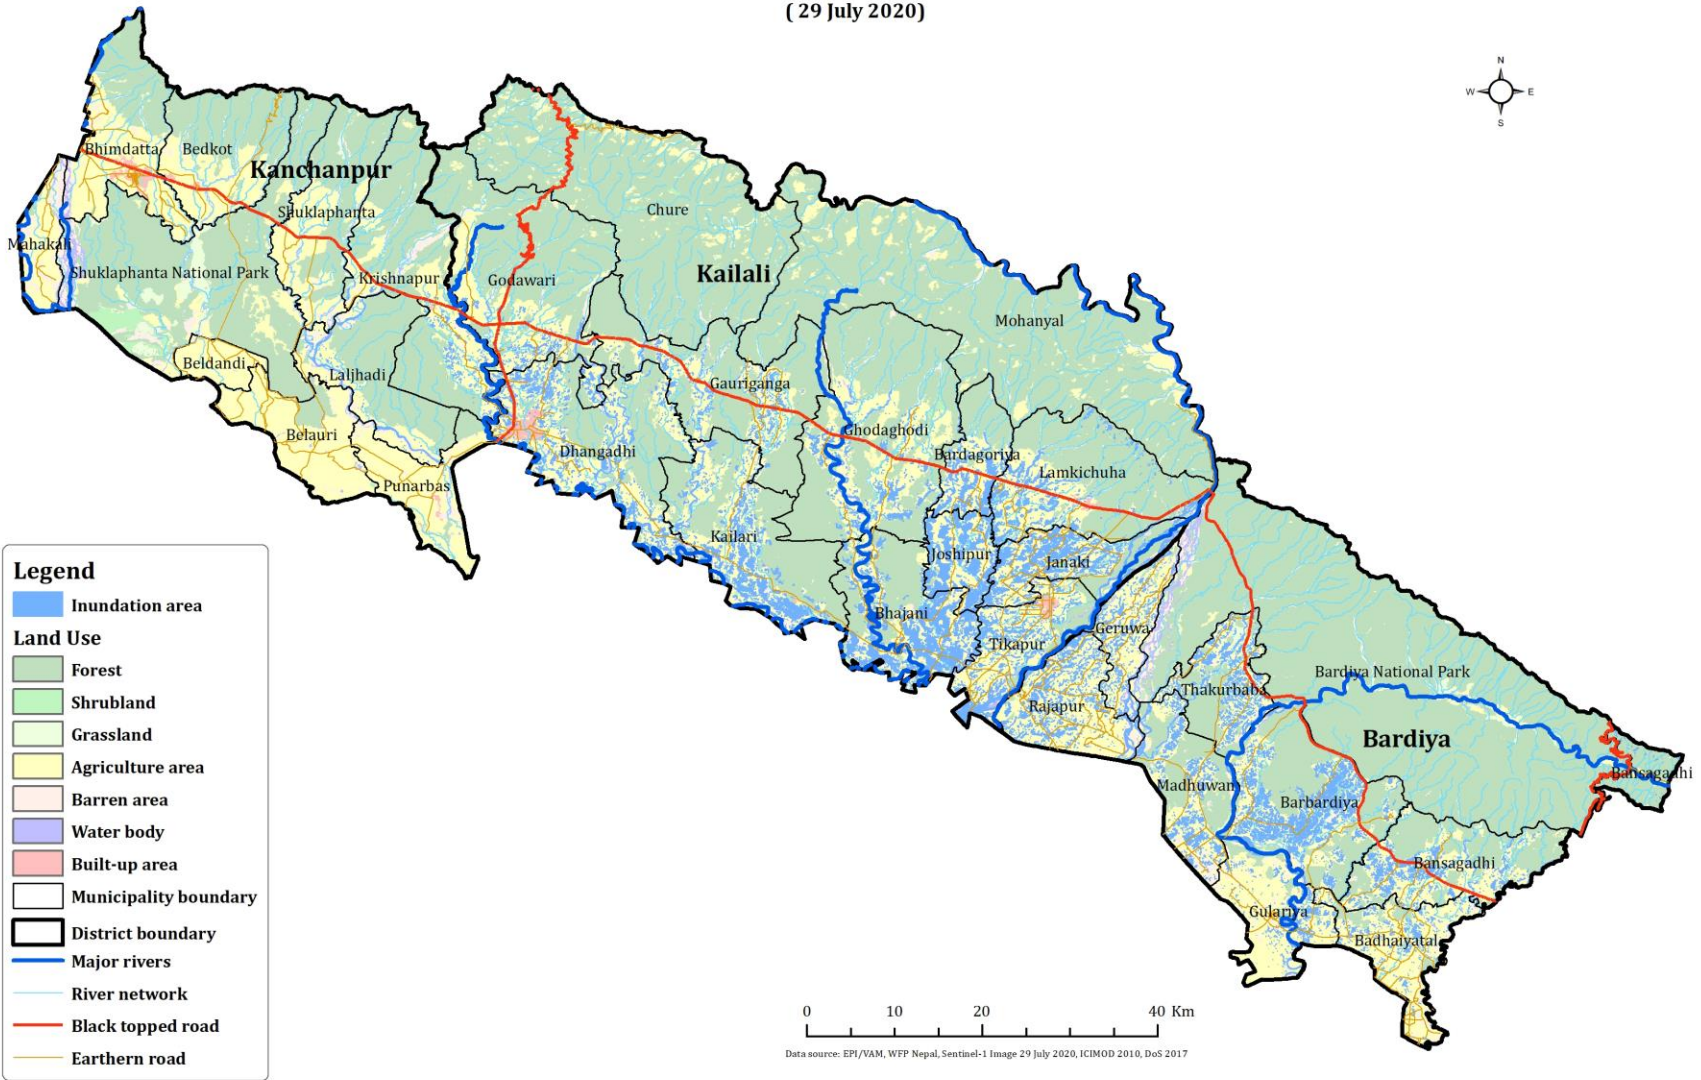 ( 29 July 2020)
N
W
E
S
Bhimdatta
Bedkot
Kanchanpur
Shuklaphanta
Chure
Mahakali
Shuklaphanta National Park
Krishnapur
Godawari
Kailali
Mohanyal
Beldandi
Laljhadi
Gauriganga
Belauri
Dhangadhi
Ghodaghodi
Bardagoriya
Lamkichuha
Punarbas
Kailari
Joshipur
Janaki
Bhajani
Tikapur
Geruwa
Rajapur
Thakurbaba
Bardiya National Park
Bardiya
Bansagadhi
Madhuwan
Barbardiya
Bansagadhi
Gulariya
Badhaiyatal
Legend
Inundation area
Land Use
Forest
Shrubland
Grassland
Agriculture area
Barren area
Water body
Built-up area
Municipality boundary
District boundary
Major rivers
River network
Black topped road
Earthern road
0 10 20 40 Km
Data source: EPI/VAM, WFP Nepal, Sentinel-1 Image 29 July 2020, ICIMOD 2010, DoS 2017